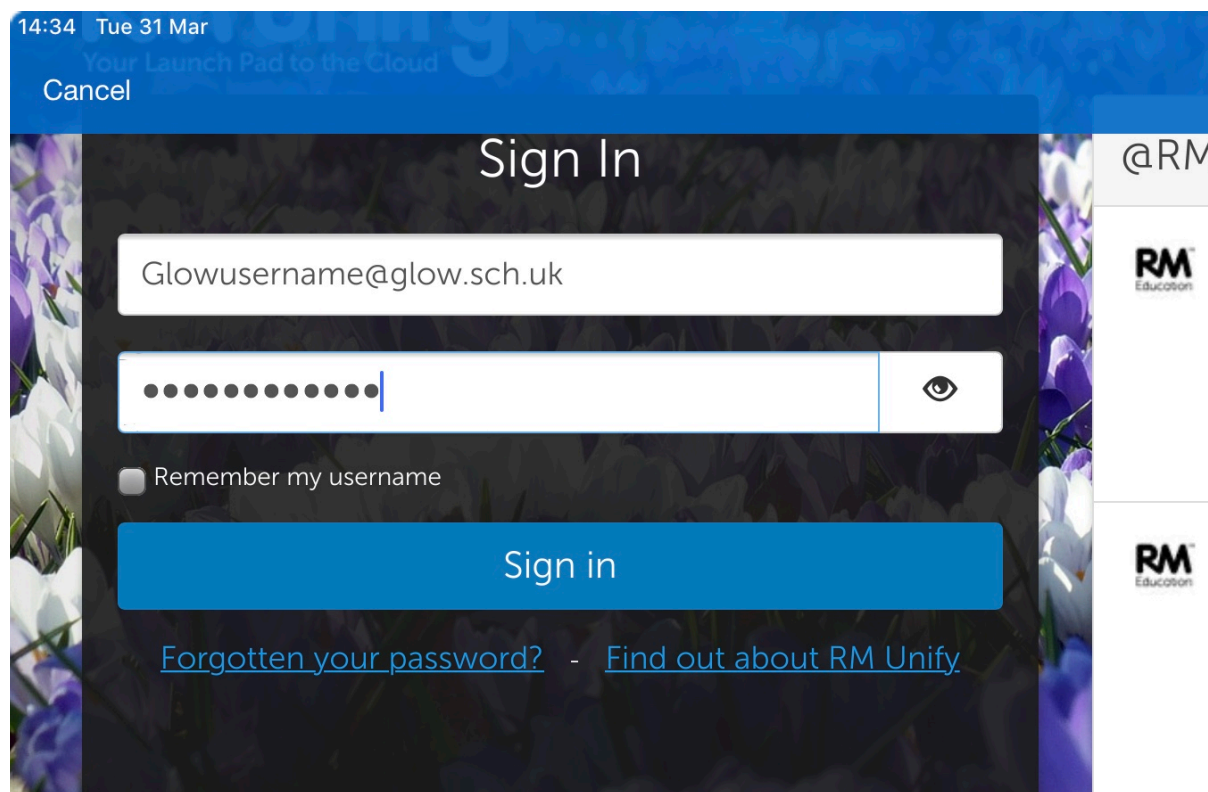 14:34 Tue 31 Mar
Your Launch Pad to the Cloud
Cancel
Sign In
@RM
Glowusername@glow.sch.uk
RM
Education
Remember my username
Sign in
RM
Education
Forgotten your password? - Find out about RM Unify